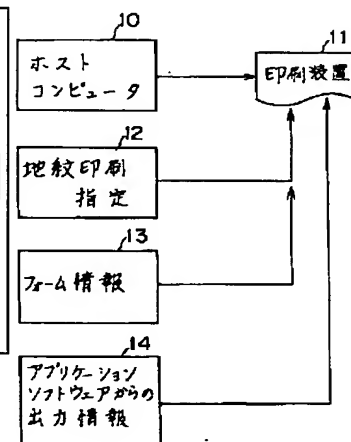 10
ホスト
コンピュータ
11
印刷装置
12
地紋印刷
指定
13
フォーム情報
14
アプリケーション
ソフトウェアからの
出力情報